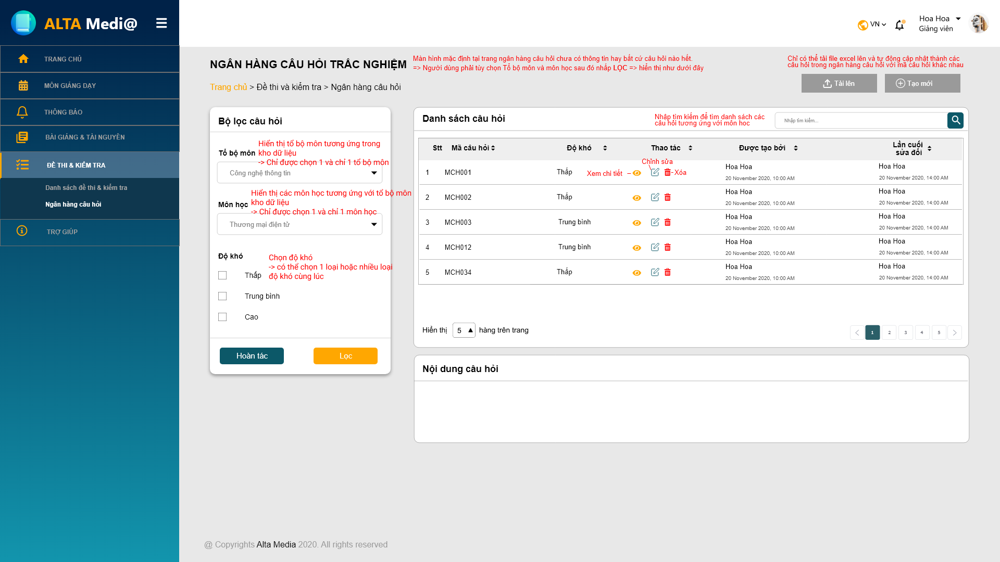 ALTA Medi@
VN
Hoa Hoa
Giảng viên
TRANG CHỦ
MÔN GIẢNG DẠY
THÔNG BÁO
BÀI GIẢNG & TÀI NGUYÊN
ĐỀ THI & KIỂM TRA
Danh sách đề thi & kiểm tra
Ngân hàng câu hỏi
TRỢ GIÚP
NGÂN HÀNG CÂU HỎI TRẮC NGHIỆM
Màn hình mặc định tại trang ngân hàng câu hỏi chưa có thông tin hay bất cứ câu hỏi nào hết.
=> Người dùng phải tùy chọn Tổ bộ môn và môn học sau đó nhấp LỌC => hiển thị như dưới đây
Chỉ có thể tải file excel lên và tự động cập nhật thành các
câu hỏi trong ngân hàng câu hỏi với mã câu hỏi khác nhau
Trang chủ > Đề thi và kiểm tra > Ngân hàng câu hỏi
Tải lên
Tạo mới
Bộ lọc câu hỏi
Hiển thị tổ bộ môn tương ứng trong
kho dữ liệu
-> Chỉ được chọn 1 và chỉ 1 tổ bộ môn
Tổ bộ môn
Công nghệ thông tin
Hiển thị các môn học tương ứng với tổ bộ môn
kho dữ liệu
-> Chỉ được chọn 1 và chỉ 1 môn học
Môn học
Thương mại điện tử
Độ khó
Chọn độ khó
-> có thể chọn 1 loại hoặc nhiều loại
độ khó cùng lúc
Thấp
Trung bình
Cao
Hoàn tác
Lọc
Danh sách câu hỏi
Nhập tìm kiếm để tìm danh sách các
câu hỏi tương ứng với môn học
Nhập tìm kiếm...
Stt Mã câu hỏi Độ khó Thao tác Được tạo bởi Lần cuối
sửa đổi
Chỉnh sửa
Xem chi tiết
Xóa
1 MCH001 Thấp Hoa Hoa Hoa Hoa
20 November 2020, 10:00 AM 20 November 2020, 14:00 AM
2 MCH002 Thấp Hoa Hoa Hoa Hoa
20 November 2020, 10:00 AM 20 November 2020, 14:00 AM
3 MCH003 Trung bình Hoa Hoa Hoa Hoa
20 November 2020, 10:00 AM 20 November 2020, 14:00 AM
4 MCH012 Trung bình Hoa Hoa Hoa Hoa
20 November 2020, 10:00 AM 20 November 2020, 14:00 AM
5 MCH034 Thấp Hoa Hoa Hoa Hoa
20 November 2020, 10:00 AM 20 November 2020, 14:00 AM
Hiển thị 5 hàng trên trang
< 1 2 3 4 5 >
Nội dung câu hỏi
@ Copyrights Alta Media 2020. All rights reserved